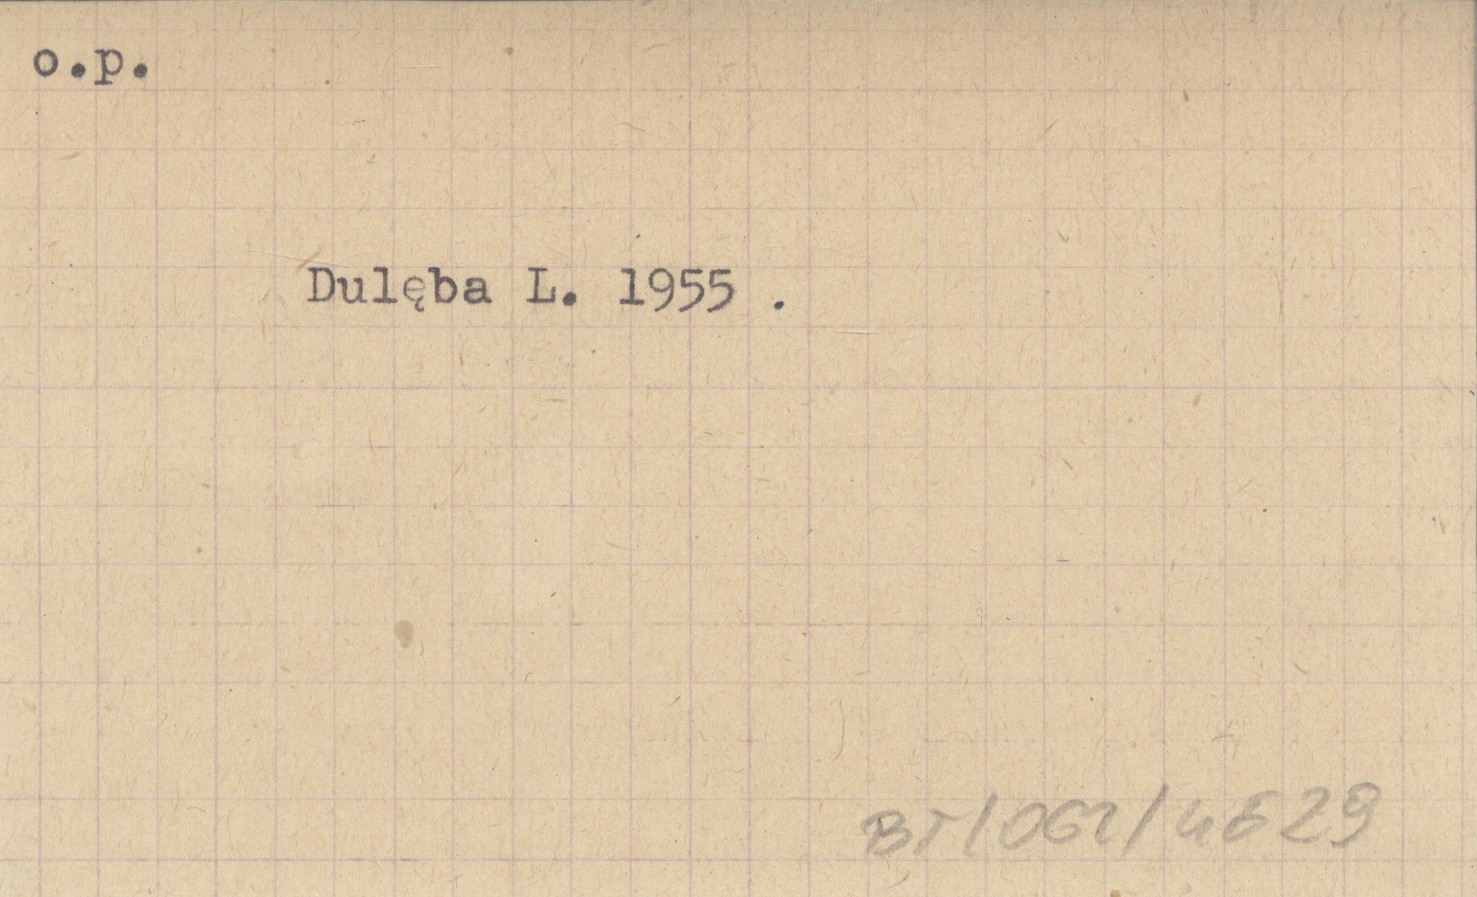 o.p.
Dulęba L. 1955 .
BT/062/4629